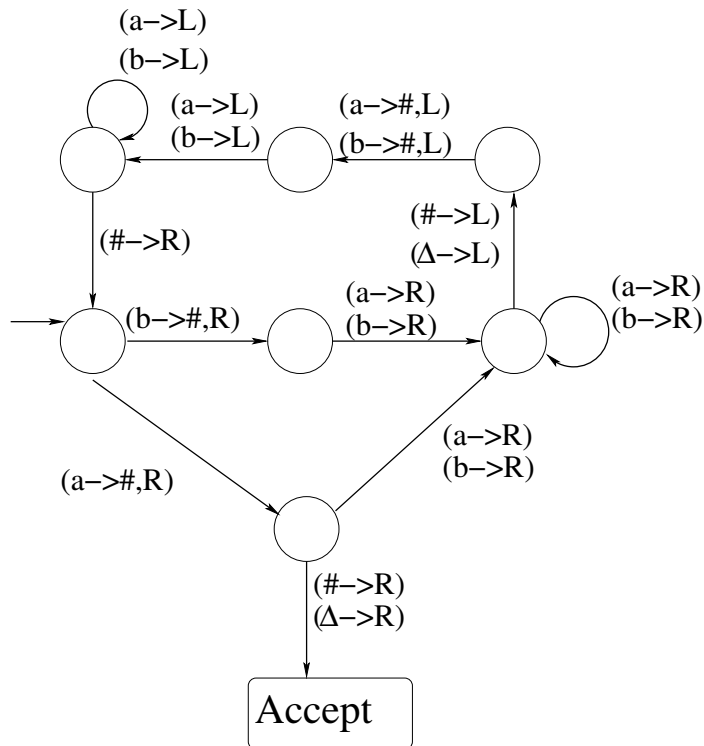 (a−>L)
(b−>L)
(a−>L)
(b−>L)
(a−>#,L)
(b−>#,L)
(#−>R)
(#−>L)
(Δ−>L)
(b−>#,R)
(a−>R)
(b−>R)
(a−>R)
(b−>R)
(a−>#,R)
(a−>R)
(b−>R)
(#−>R)
(Δ−>R)
Accept